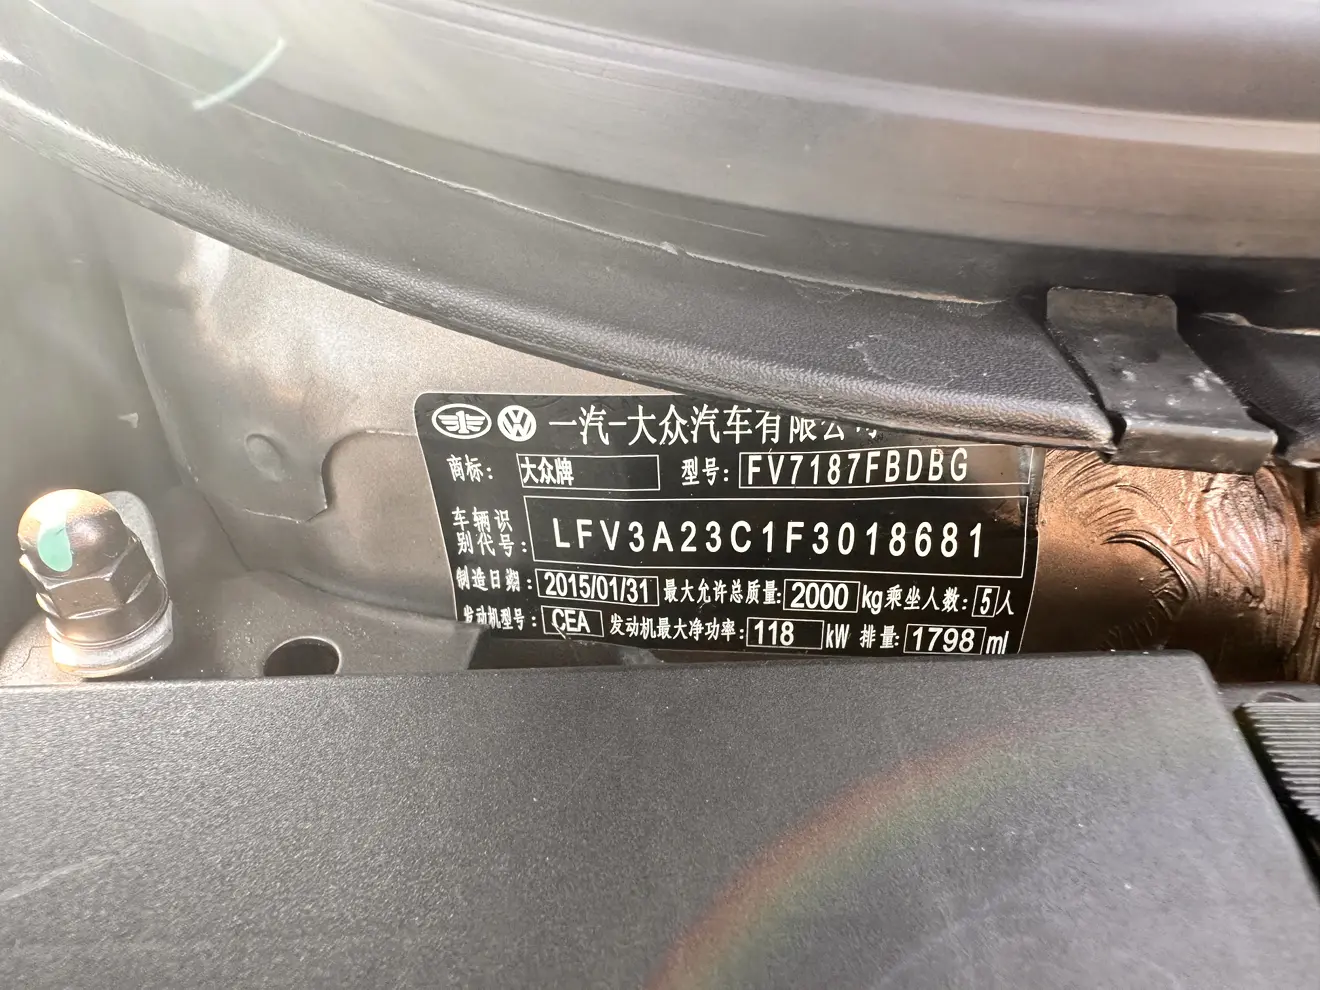 一汽-大众汽车有限公司
商标: 大众牌 型号: FV7187FBDBG
车辆识别代号: LFV3A23C1F3018681
制造日期: 2015/01/31 最大允许总质量: 2000 kg 乘坐人数: 5 人
发动机型号: CEA 发动机最大净功率: 118 kW 排量: 1798 ml